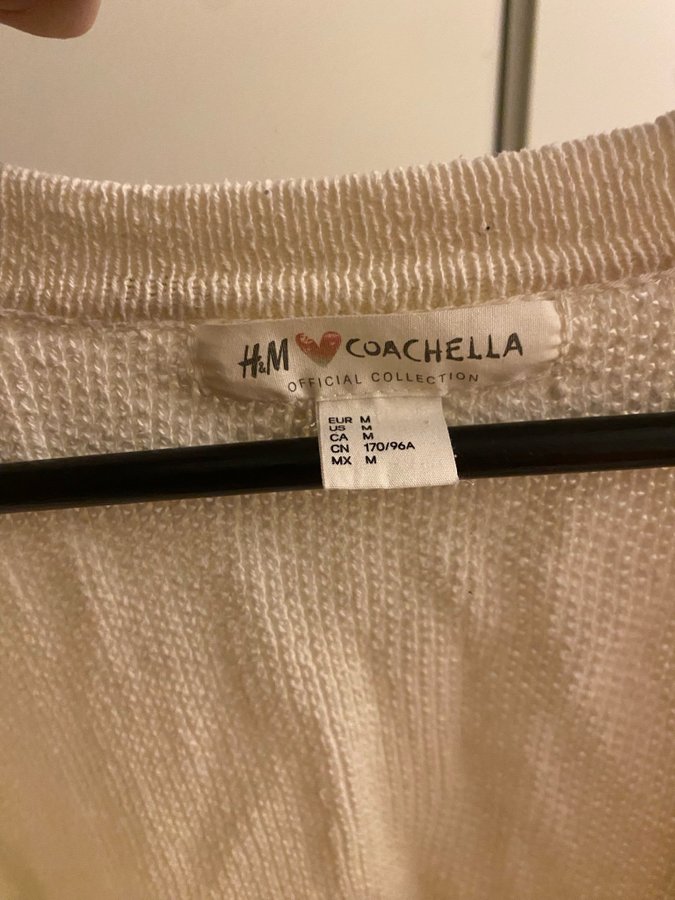 H&M COACHELLA
OFFICIAL COLLECTION
EUR M
US M
CA M
CN 170/96A
MX M